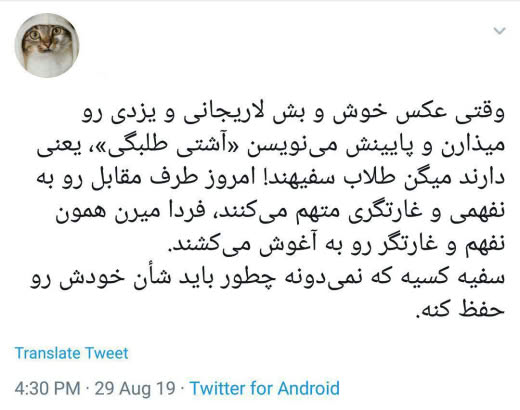 وقتی عکس خوش و بش لاریجانی و یزدی رو
میذارن و پایینش می‌نویسن «آشتی طلبگی»، یعنی
دارند میگن طلاب سفیهند! امروز طرف مقابل رو به
نفهمی و غارتگری متهم می‌کنند، فردا میرن همون
نفهم و غارتگر رو به آغوش می‌کشند.
سفیه کسیه که نمی‌دونه چطور باید شأن خودش رو
حفظ کنه.
Translate Tweet
4:30 PM · 29 Aug 19 · Twitter for Android